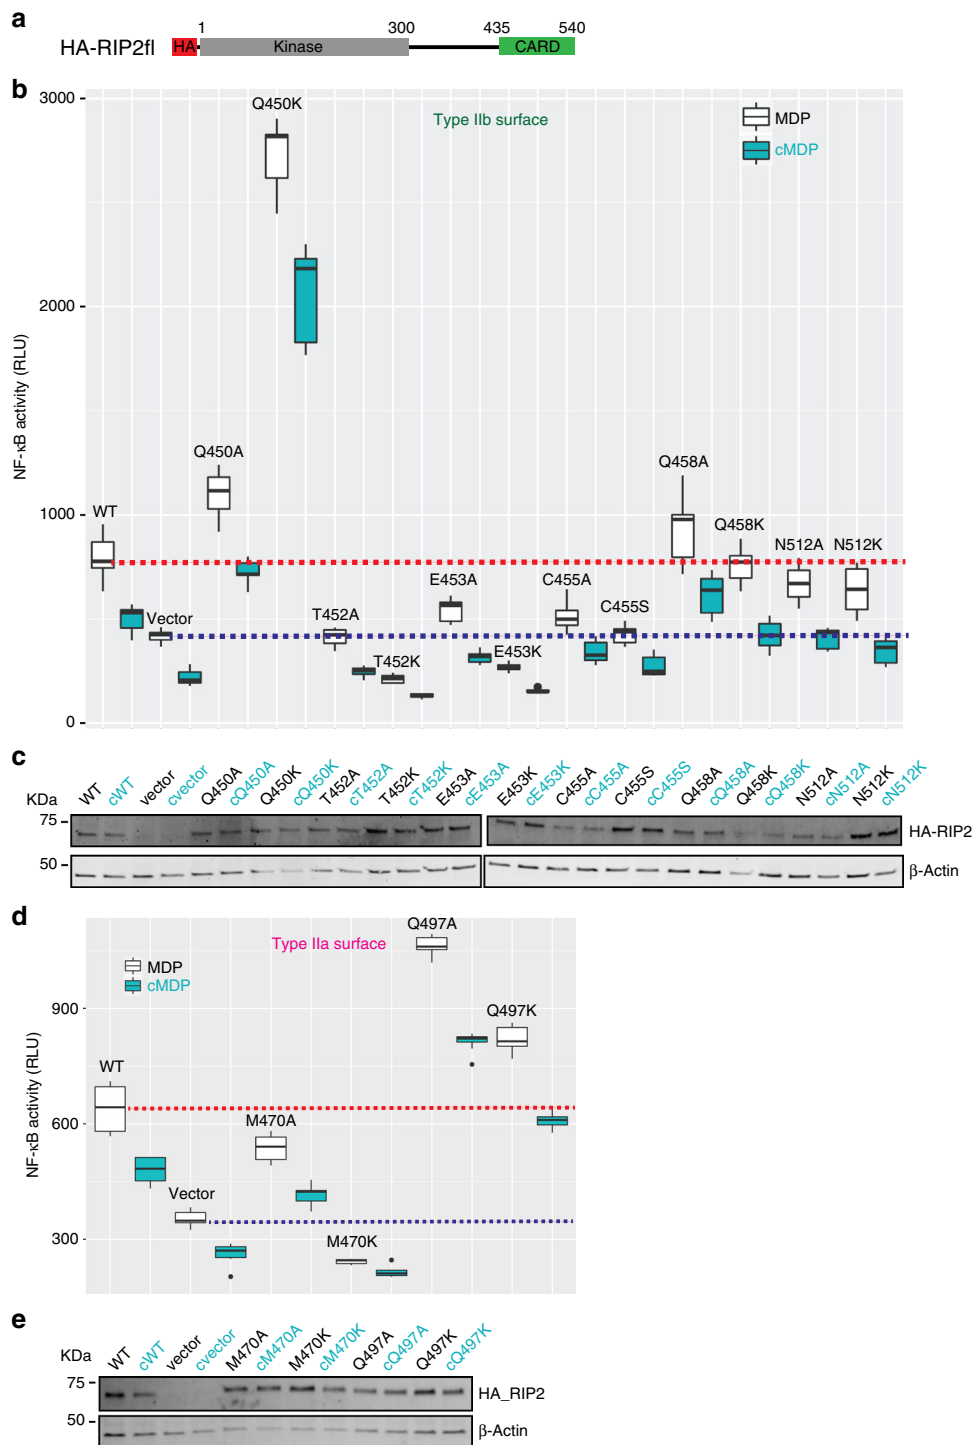 a
1 300 435 540
HA-RIP2fl HA Kinase CARD
b
3000
2000
1000
0
NF-κB activity (RLU)
Type IIb surface
MDP
cMDP
WT
Vector
Q450A
Q450K
T452A
T452K
E453A
E453K
C455A
C455S
Q458A
Q458K
N512A
N512K
c
KDa
WT cWT vector cvector Q450A cQ450A Q450K cQ450K T452A cT452A T452K cT452K E453A cE453A E453K cE453K C455A cC455A C455S cC455S Q458A cQ458A Q458K cQ458K N512A cN512A N512K cN512K
75
HA-RIP2
50
β-Actin
d
900
600
300
NF-κB activity (RLU)
Type IIa surface
MDP
cMDP
WT
Vector
M470A
M470K
Q497A
Q497K
e
KDa
WT cWT vector cvector M470A cM470A M470K cM470K Q497A cQ497A Q497K cQ497K
75
HA_RIP2
50
β-Actin